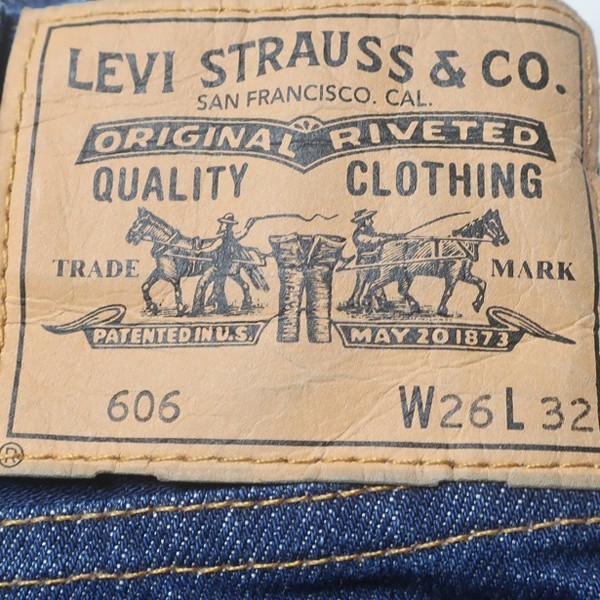 LEVI STRAUSS & CO.
SAN FRANCISCO. CAL.
ORIGINAL RIVETED
QUALITY CLOTHING
TRADE MARK
PATENTED IN U.S. MAY 20 1873
606 W26 L 32
®